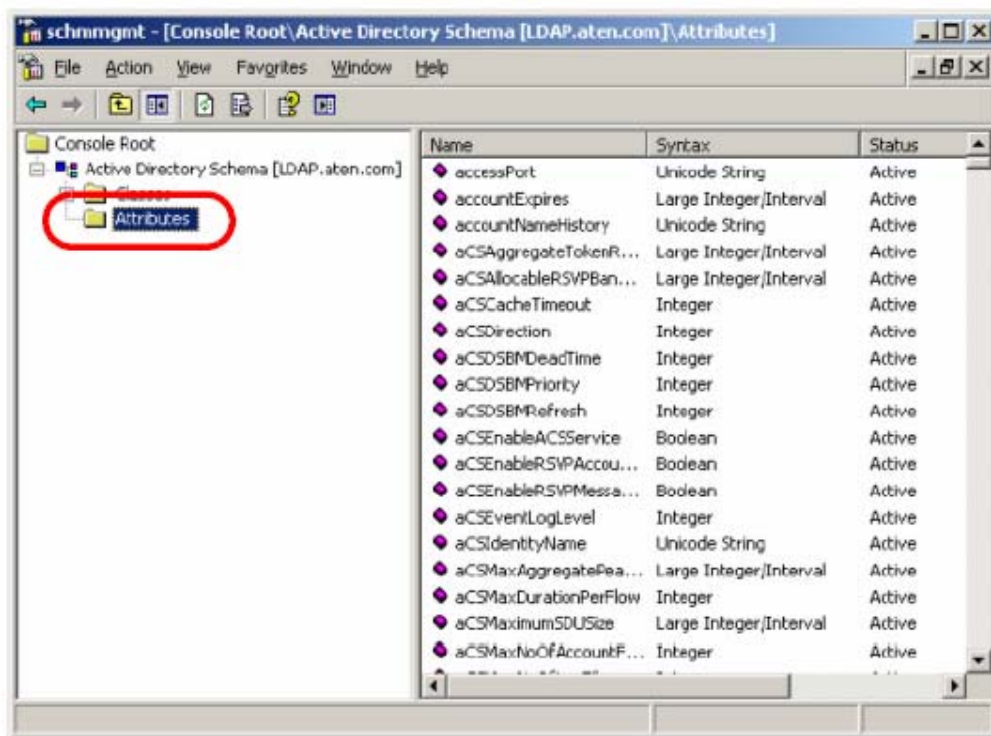 schmmgmt - [Console Root\Active Directory Schema [LDAP.aten.com]\Attributes]
File Action View Favorites Window Help
Console Root
Active Directory Schema [LDAP.aten.com]
Classes
Attributes
Name Syntax Status
accessPort Unicode String Active
accountExpires Large Integer/Interval Active
accountNameHistory Unicode String Active
aCSAggregateTokenR... Large Integer/Interval Active
aCSAllocableRSVPBan... Large Integer/Interval Active
aCSCacheTimeout Integer Active
aCSDirection Integer Active
aCSDSBMDeadTime Integer Active
aCSDSBMPriority Integer Active
aCSDSBMRefresh Integer Active
aCSEnableACSService Boolean Active
aCSEnableRSVPAccou... Boolean Active
aCSEnableRSVPMessa... Boolean Active
aCSEventLogLevel Integer Active
aCSIdentityName Unicode String Active
aCSMaxAggregatePea... Large Integer/Interval Active
aCSMaxDurationPerFlow Integer Active
aCSMaximumSDUSize Large Integer/Interval Active
aCSMaxNoOfAccountF... Integer Active